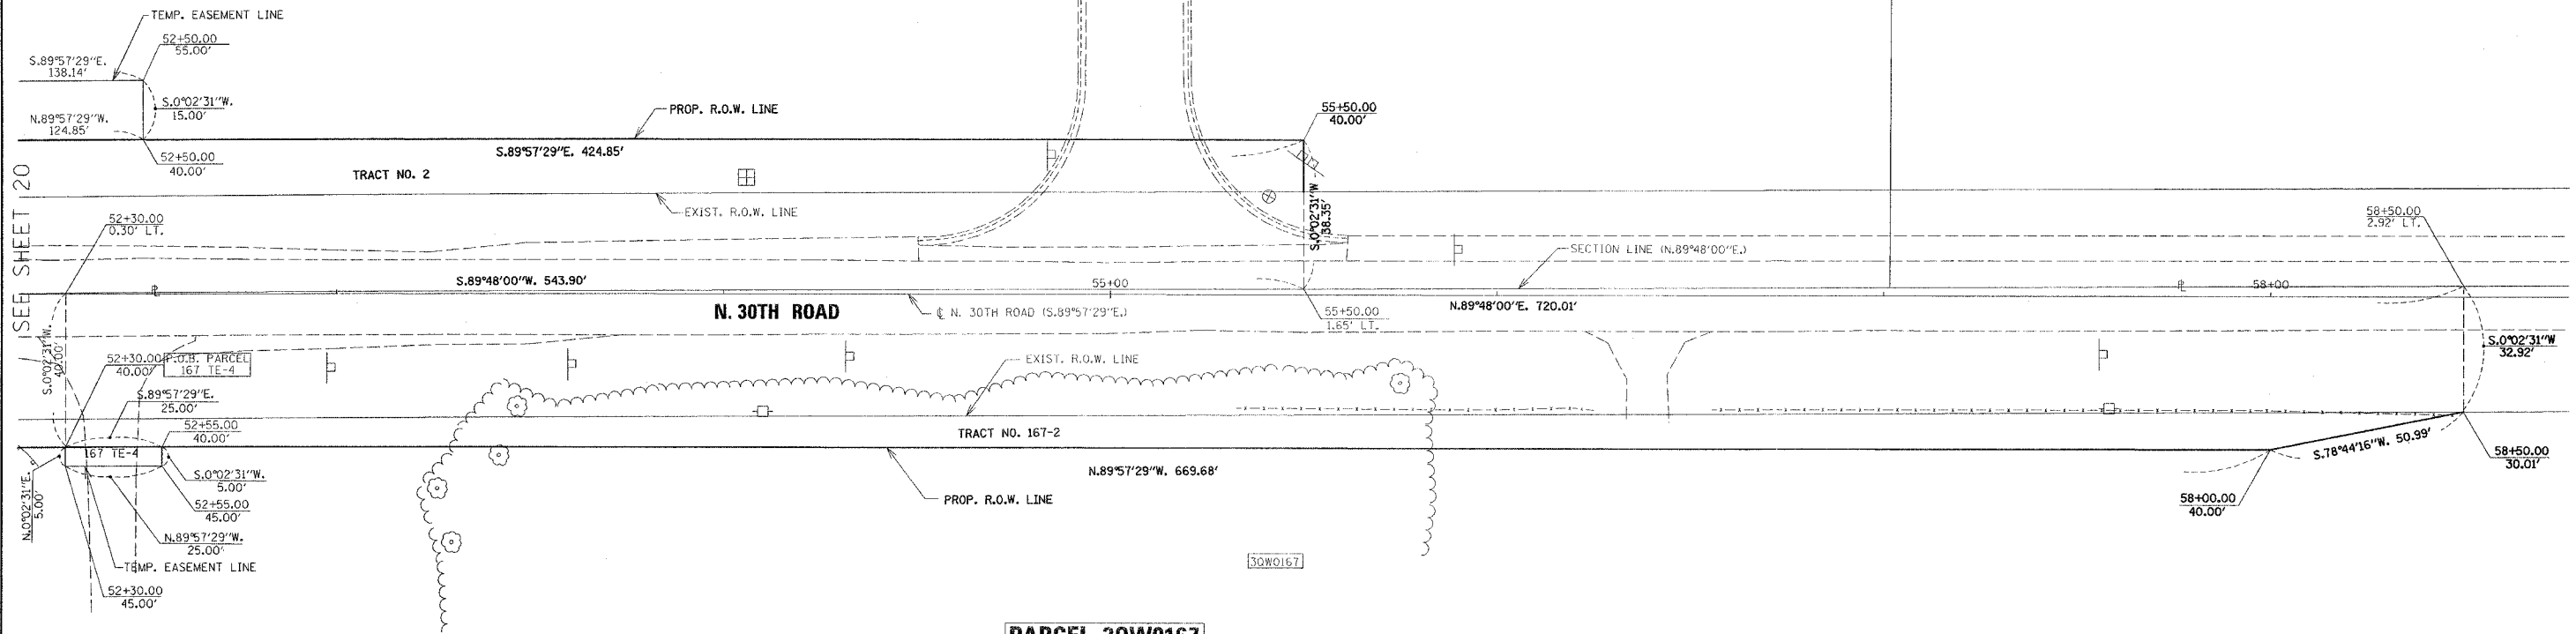 TEMP. EASEMENT LINE
52+50.00
55.00'
S.89°57'29"E.
138.14'
S.0°02'31"W.
15.00'
N.89°57'29"W.
124.85'
52+50.00
40.00'
PROP. R.O.W. LINE
55+50.00
40.00'
S.89°57'29"E. 424.85'
TRACT NO. 2
EXIST. R.O.W. LINE
SEE SHEET 20
52+30.00
0.30' LT.
S.0°02'31"W
38.35'
58+50.00
2.92' LT.
SECTION LINE (N.89°48'00"E.)
S.89°48'00"W. 543.90'
55+00
58+00
N. 30TH ROAD
℄ N. 30TH ROAD (S.89°57'29"E.)
55+50.00
1.65' LT.
N.89°48'00"E. 720.01'
S.0°02'31"W.
40.00'
52+30.00
40.00'
P.O.B. PARCEL
167 TE-4
EXIST. R.O.W. LINE
S.0°02'31"W
32.92'
S.89°57'29"E.
25.00'
52+55.00
40.00'
TRACT NO. 167-2
167 TE-4
N.89°57'29"W. 669.68'
S.78°44'16"W. 50.99'
58+50.00
30.01'
N.0°02'31"E.
5.00'
S.0°02'31"W.
5.00'
52+55.00
45.00'
PROP. R.O.W. LINE
58+00.00
40.00'
N.89°57'29"W.
25.00'
TEMP. EASEMENT LINE
52+30.00
45.00'
3QW0167
PARCEL 3QW0167